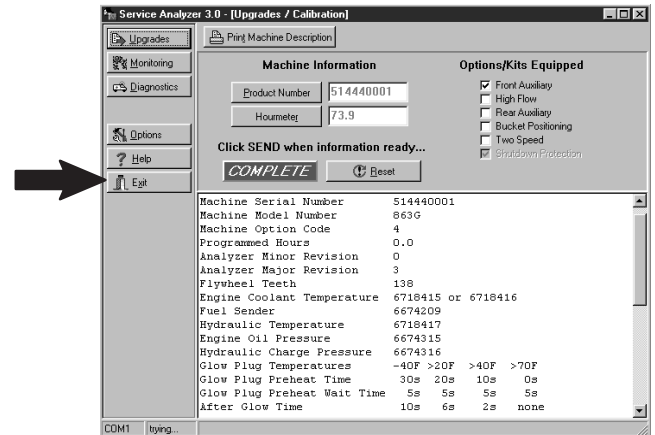 Service Analyzer 3.0 - [Upgrades / Calibration]
Upgrades
Print Machine Description
Monitoring
Diagnostics
Options
Help
Exit
Machine Information
Product Number 514440001
Hourmeter 73.9
Click SEND when information ready...
COMPLETE Reset
Options/Kits Equipped
Front Auxiliary
High Flow
Rear Auxiliary
Bucket Positioning
Two Speed
Shutdown Protection
Machine Serial Number 514440001
Machine Model Number 863G
Machine Option Code 4
Programmed Hours 0.0
Analyzer Minor Revision 0
Analyzer Major Revision 3
Flywheel Teeth 138
Engine Coolant Temperature 6718415 or 6718416
Fuel Sender 6674209
Hydraulic Temperature 6718417
Engine Oil Pressure 6674315
Hydraulic Charge Pressure 6674316
Glow Plug Temperatures -40F >20F >40F >70F
Glow Plug Preheat Time 30s 20s 10s 0s
Glow Plug Preheat Wait Time 5s 5s 5s 5s
After Glow Time 10s 6s 2s none
COM1 trying...